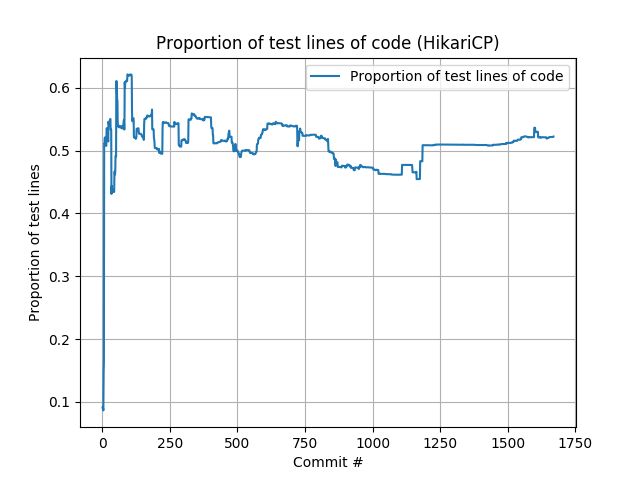 Proportion of test lines of code (HikariCP)
Proportion of test lines of code
0.6
0.5
0.4
0.3
0.2
0.1
Proportion of test lines
0 250 500 750 1000 1250 1500 1750
Commit #